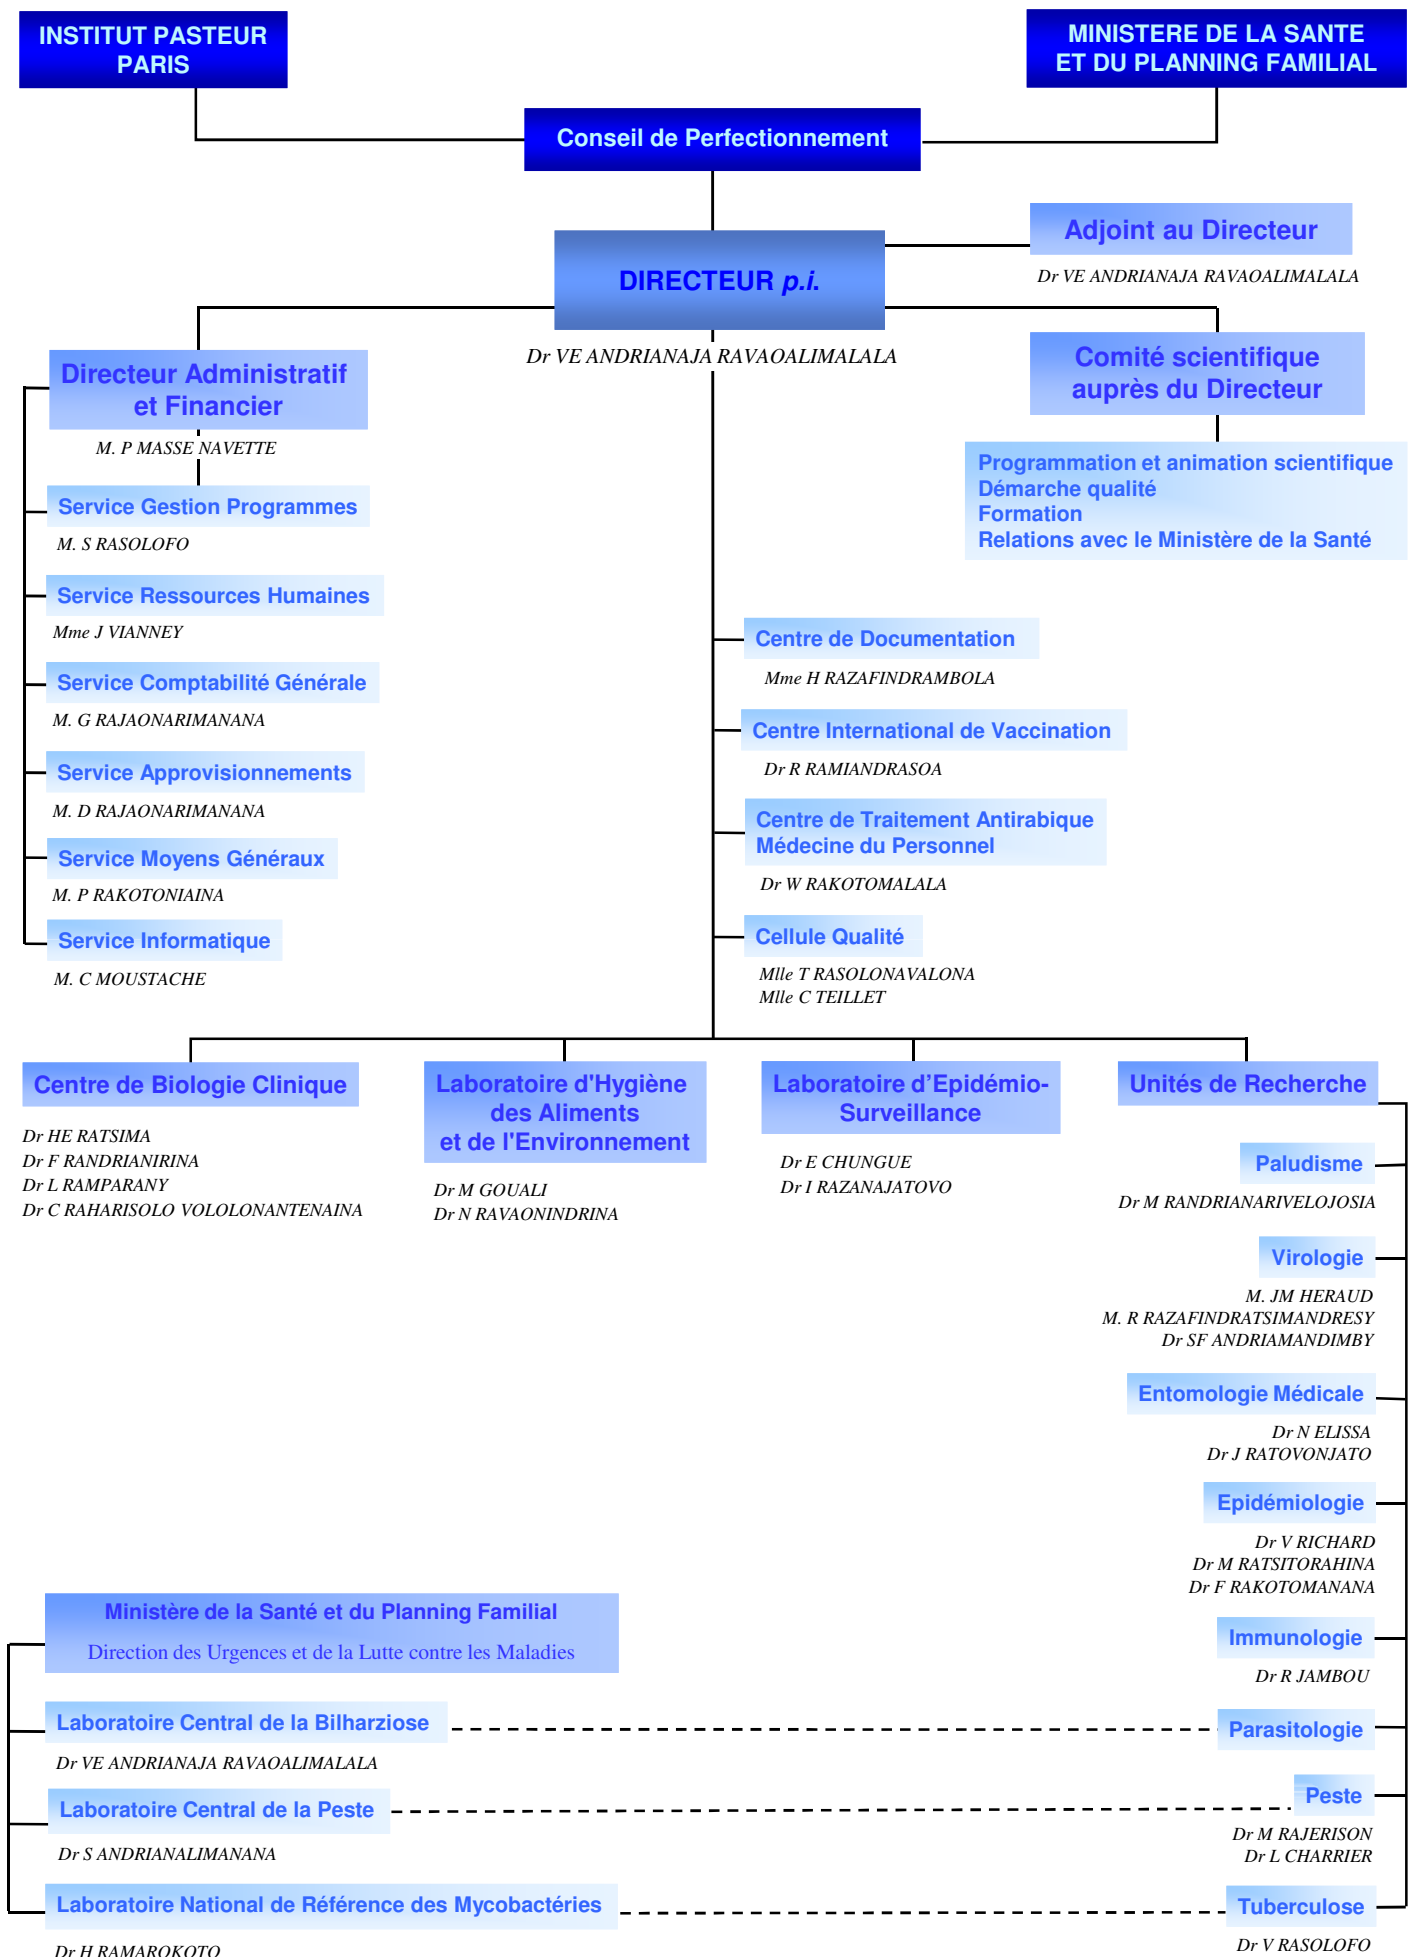 INSTITUT PASTEUR
PARIS
MINISTERE DE LA SANTE
ET DU PLANNING FAMILIAL
Conseil de Perfectionnement
Adjoint au Directeur
Dr VE ANDRIANAJA RAVAOALIMALALA
DIRECTEUR p.i.
Dr VE ANDRIANAJA RAVAOALIMALALA
Directeur Administratif
et Financier
M. P MASSE NAVETTE
Comité scientifique
auprès du Directeur
Programmation et animation scientifique
Démarche qualité
Formation
Relations avec le Ministère de la Santé
Service Gestion Programmes
M. S RASOLOFO
Service Ressources Humaines
Mme J VIANNEY
Service Comptabilité Générale
M. G RAJAONARIMANANA
Service Approvisionnements
M. D RAJAONARIMANANA
Service Moyens Généraux
M. P RAKOTONIAINA
Service Informatique
M. C MOUSTACHE
Centre de Documentation
Mme H RAZAFINDRAMBOLA
Centre International de Vaccination
Dr R RAMIANDRASOA
Centre de Traitement Antirabique
Médecine du Personnel
Dr W RAKOTOMALALA
Cellule Qualité
Mlle T RASOLONAVALONA
Mlle C TEILLET
Centre de Biologie Clinique
Dr HE RATSIMA
Dr F RANDRIANIRINA
Dr L RAMPARANY
Dr C RAHARISOLO VOLOLONANTENAINA
Laboratoire d'Hygiène
des Aliments
et de l'Environnement
Dr M GOUALI
Dr N RAVAONINDRINA
Laboratoire d’Epidémio-
Surveillance
Dr E CHUNGUE
Dr I RAZANAJATOVO
Unités de Recherche
Paludisme
Dr M RANDRIANARIVELOJOSIA
Virologie
M. JM HERAUD
M. R RAZAFINDRATSIMANDRESY
Dr SF ANDRIAMANDIMBY
Entomologie Médicale
Dr N ELISSA
Dr J RATOVONJATO
Epidémiologie
Dr V RICHARD
Dr M RATSITORAHINA
Dr F RAKOTOMANANA
Immunologie
Dr R JAMBOU
Parasitologie
Peste
Dr M RAJERISON
Dr L CHARRIER
Tuberculose
Dr V RASOLOFO
Ministère de la Santé et du Planning Familial
Direction des Urgences et de la Lutte contre les Maladies
Laboratoire Central de la Bilharziose
Dr VE ANDRIANAJA RAVAOALIMALALA
Laboratoire Central de la Peste
Dr S ANDRIANALIMANANA
Laboratoire National de Référence des Mycobactéries
Dr H RAMAROKOTO